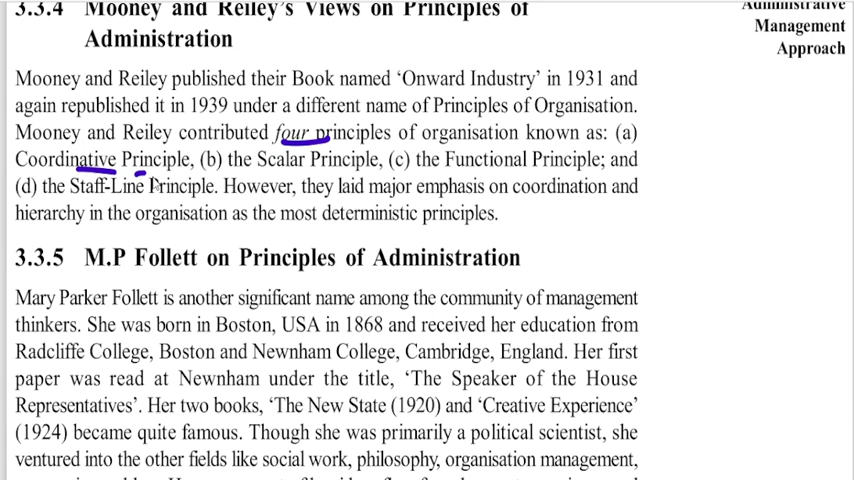 3.3.4 Mooney and Reiley's Views on Principles of
Administration
Administrative
Management
Approach
Mooney and Reiley published their Book named 'Onward Industry' in 1931 and
again republished it in 1939 under a different name of Principles of Organisation.
Mooney and Reiley contributed four principles of organisation known as: (a)
Coordinative Principle, (b) the Scalar Principle, (c) the Functional Principle; and
(d) the Staff-Line Principle. However, they laid major emphasis on coordination and
hierarchy in the organisation as the most deterministic principles.
3.3.5 M.P Follett on Principles of Administration
Mary Parker Follett is another significant name among the community of management
thinkers. She was born in Boston, USA in 1868 and received her education from
Radcliffe College, Boston and Newnham College, Cambridge, England. Her first
paper was read at Newnham under the title, 'The Speaker of the House
Representatives'. Her two books, 'The New State (1920) and 'Creative Experience'
(1924) became quite famous. Though she was primarily a political scientist, she
ventured into the other fields like social work, philosophy, organisation management,